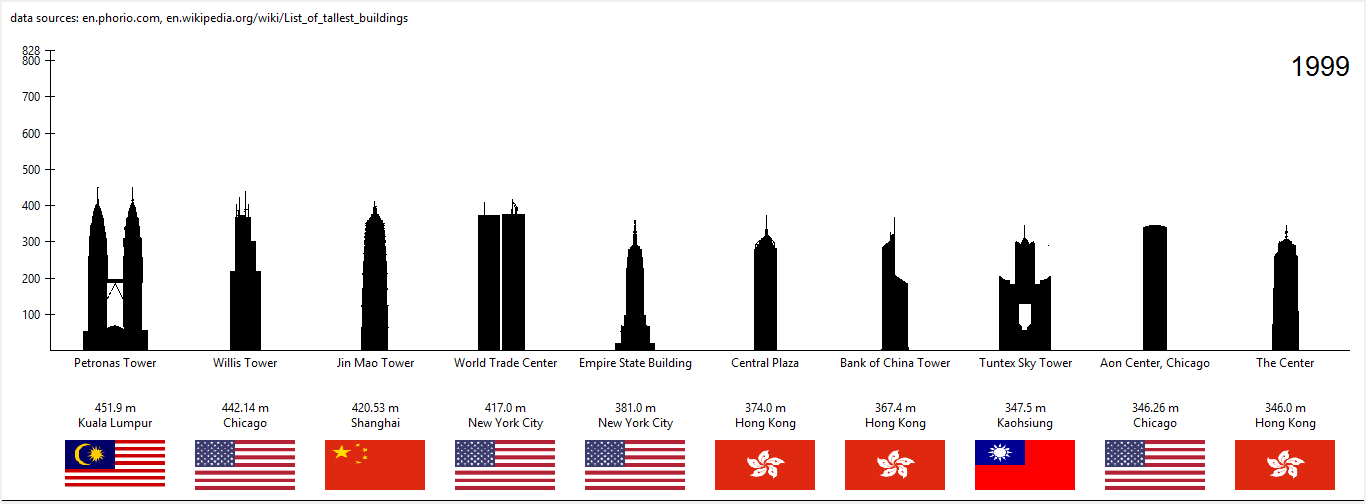 data sources: en.phorio.com, en.wikipedia.org/wiki/List_of_tallest_buildings
1999
828
800
700
600
500
400
300
200
100
Petronas Tower Willis Tower Jin Mao Tower World Trade Center Empire State Building Central Plaza Bank of China Tower Tuntex Sky Tower Aon Center, Chicago The Center
451.9 m 442.14 m 420.53 m 417.0 m 381.0 m 374.0 m 367.4 m 347.5 m 346.26 m 346.0 m
Kuala Lumpur Chicago Shanghai New York City New York City Hong Kong Hong Kong Kaohsiung Chicago Hong Kong